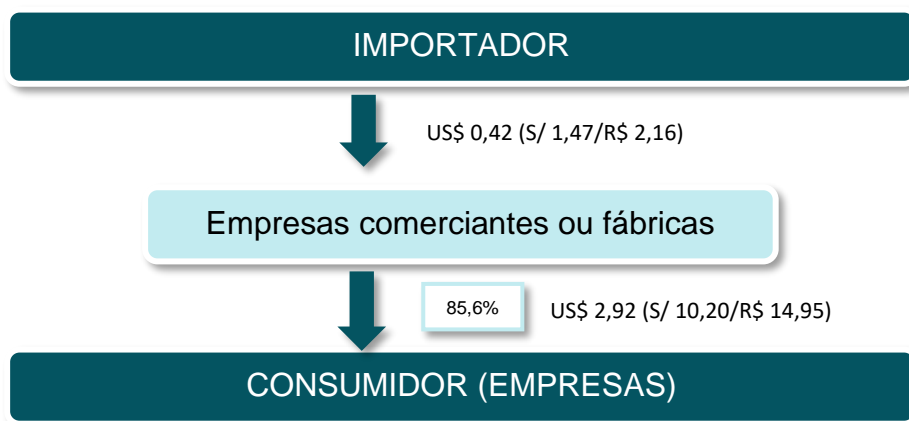 IMPORTADOR
US$ 0,42 (S/ 1,47/R$ 2,16)
Empresas comerciantes ou fábricas
85,6%
US$ 2,92 (S/ 10,20/R$ 14,95)
CONSUMIDOR (EMPRESAS)